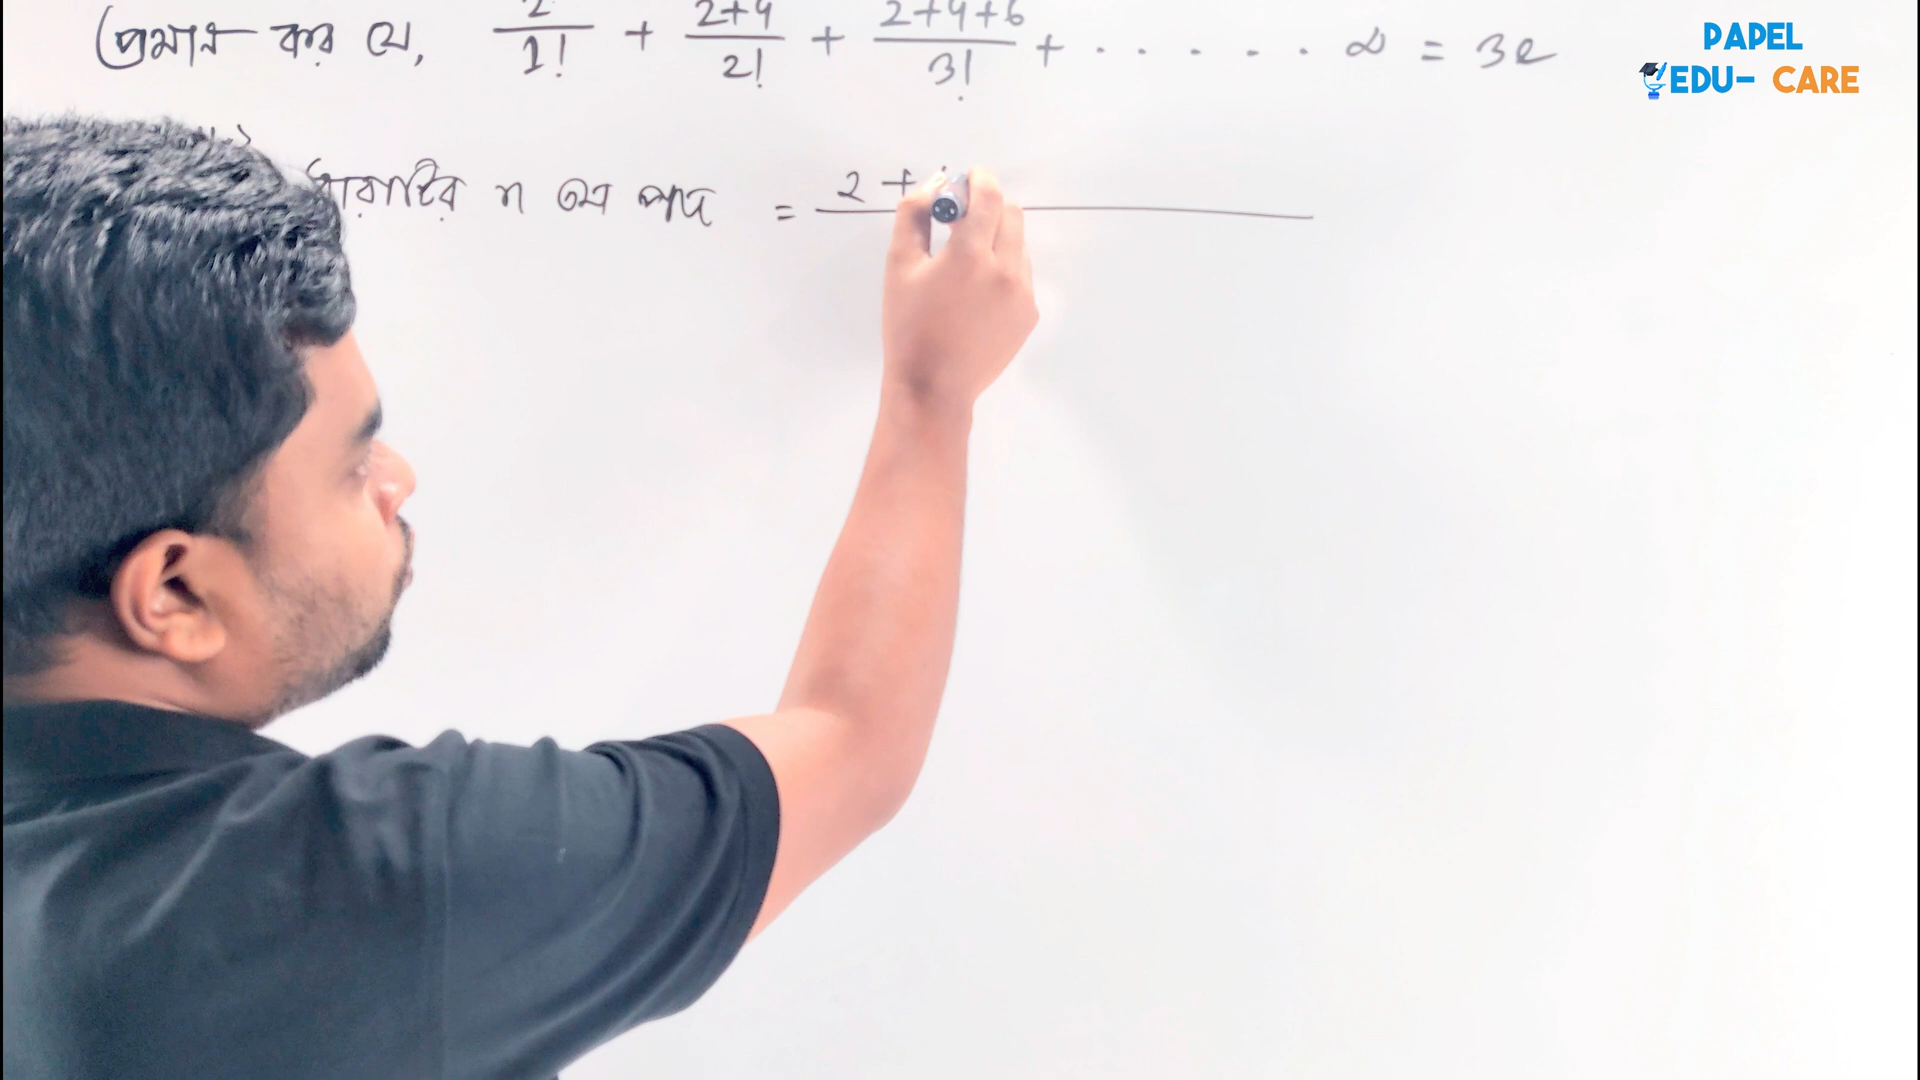 প্রমান কর যে, 2/1! + 2+4/2! + 2+4+6/3! + . . . . . . ∞ = 3e
PAPEL
EDU- CARE
ধারাটির n তম পদ = 2 +